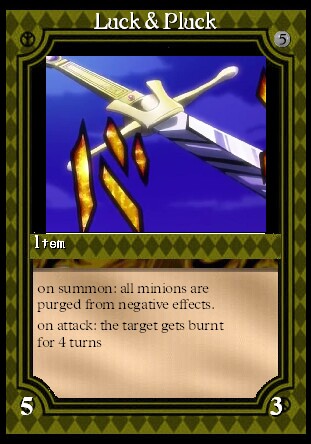 Luck & Pluck
5
Item
on summon: all minions are
purged from negative effects.
on attack: the target gets burnt
for 4 turns
5
3